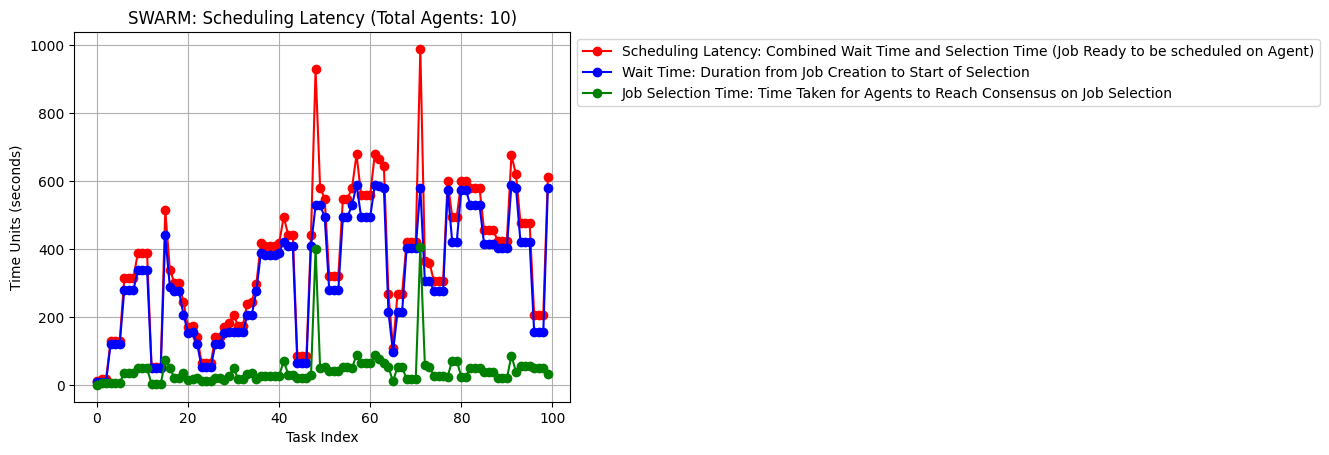 SWARM: Scheduling Latency (Total Agents: 10)
Scheduling Latency: Combined Wait Time and Selection Time (Job Ready to be scheduled on Agent)
Wait Time: Duration from Job Creation to Start of Selection
Job Selection Time: Time Taken for Agents to Reach Consensus on Job Selection
Time Units (seconds)
1000
800
600
400
200
0
0 20 40 60 80 100
Task Index